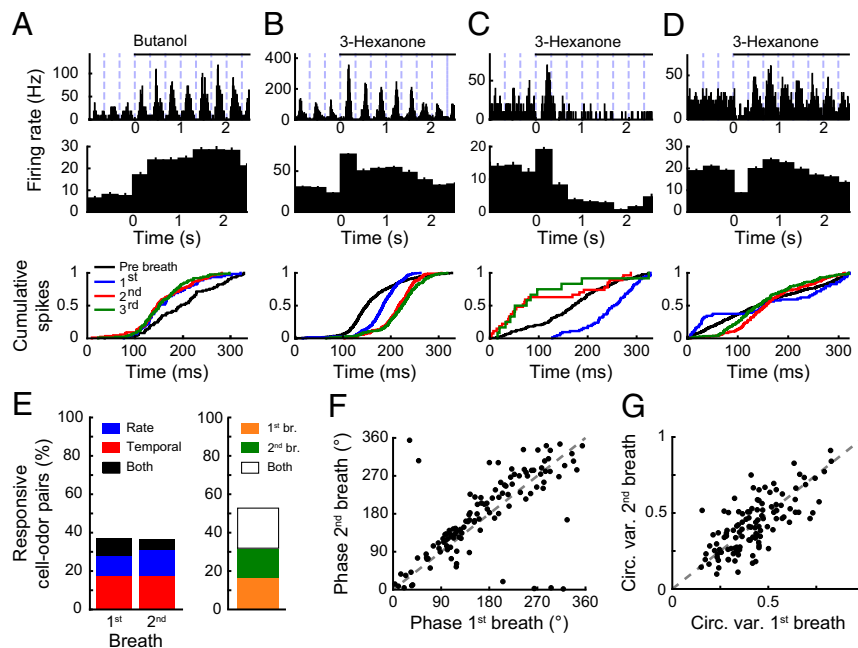 A B C D
Butanol 3-Hexanone 3-Hexanone 3-Hexanone
Firing rate (Hz)
100
50
0
0 1 2
400
200
0
0 1 2
50
0
0 1 2
50
0
0 1 2
30
20
10
0
0 1 2
50
0
0 1 2
20
10
0
0 1 2
20
10
0
0 1 2
Time (s) Time (s) Time (s) Time (s)
Cumulative spikes
Pre breath
1st
2nd
3rd
1.0
0.5
0
0 100 200 300
1.0
0.5
0
0 100 200 300
1.0
0.5
0
0 100 200 300
1.0
0.5
0
0 100 200 300
Time (ms) Time (ms) Time (ms) Time (ms)
E
Responsive cell-odor pairs (%)
100
80
60
40
20
0
Rate
Temporal
Both
1st 2nd
Breath
100
80
60
40
20
0
1st br.
2nd br.
Both
F
Phase 2nd breath (°)
360
270
180
90
0
0 90 180 270 360
Phase 1st breath (°)
G
Circ. var. 2nd breath
1
0.5
0
0 0.5
Circ. var. 1st breath